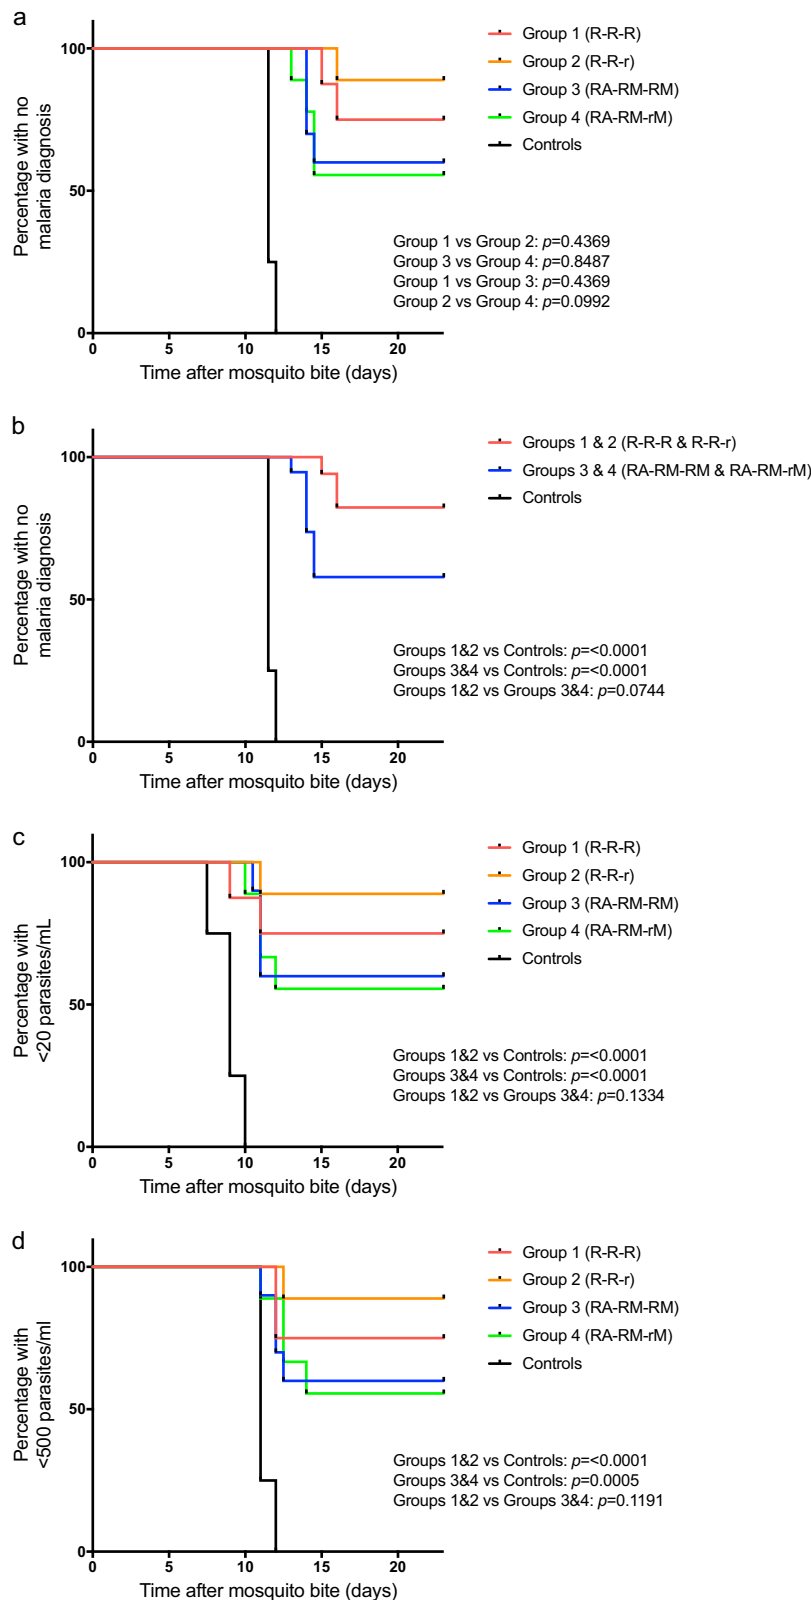 a
Percentage with no
malaria diagnosis
100
50
0
0 5 10 15 20
Time after mosquito bite (days)
Group 1 (R-R-R)
Group 2 (R-R-r)
Group 3 (RA-RM-RM)
Group 4 (RA-RM-rM)
Controls
Group 1 vs Group 2: p=0.4369
Group 3 vs Group 4: p=0.8487
Group 1 vs Group 3: p=0.4369
Group 2 vs Group 4: p=0.0992
b
Percentage with no
malaria diagnosis
100
50
0
0 5 10 15 20
Time after mosquito bite (days)
Groups 1 & 2 (R-R-R & R-R-r)
Groups 3 & 4 (RA-RM-RM & RA-RM-rM)
Controls
Groups 1&2 vs Controls: p=<0.0001
Groups 3&4 vs Controls: p=<0.0001
Groups 1&2 vs Groups 3&4: p=0.0744
c
Percentage with
<20 parasites/mL
100
50
0
0 5 10 15 20
Time after mosquito bite (days)
Group 1 (R-R-R)
Group 2 (R-R-r)
Group 3 (RA-RM-RM)
Group 4 (RA-RM-rM)
Controls
Groups 1&2 vs Controls: p=<0.0001
Groups 3&4 vs Controls: p=<0.0001
Groups 1&2 vs Groups 3&4: p=0.1334
d
Percentage with
<500 parasites/ml
100
50
0
0 5 10 15 20
Time after mosquito bite (days)
Group 1 (R-R-R)
Group 2 (R-R-r)
Group 3 (RA-RM-RM)
Group 4 (RA-RM-rM)
Controls
Groups 1&2 vs Controls: p=<0.0001
Groups 3&4 vs Controls: p=0.0005
Groups 1&2 vs Groups 3&4: p=0.1191